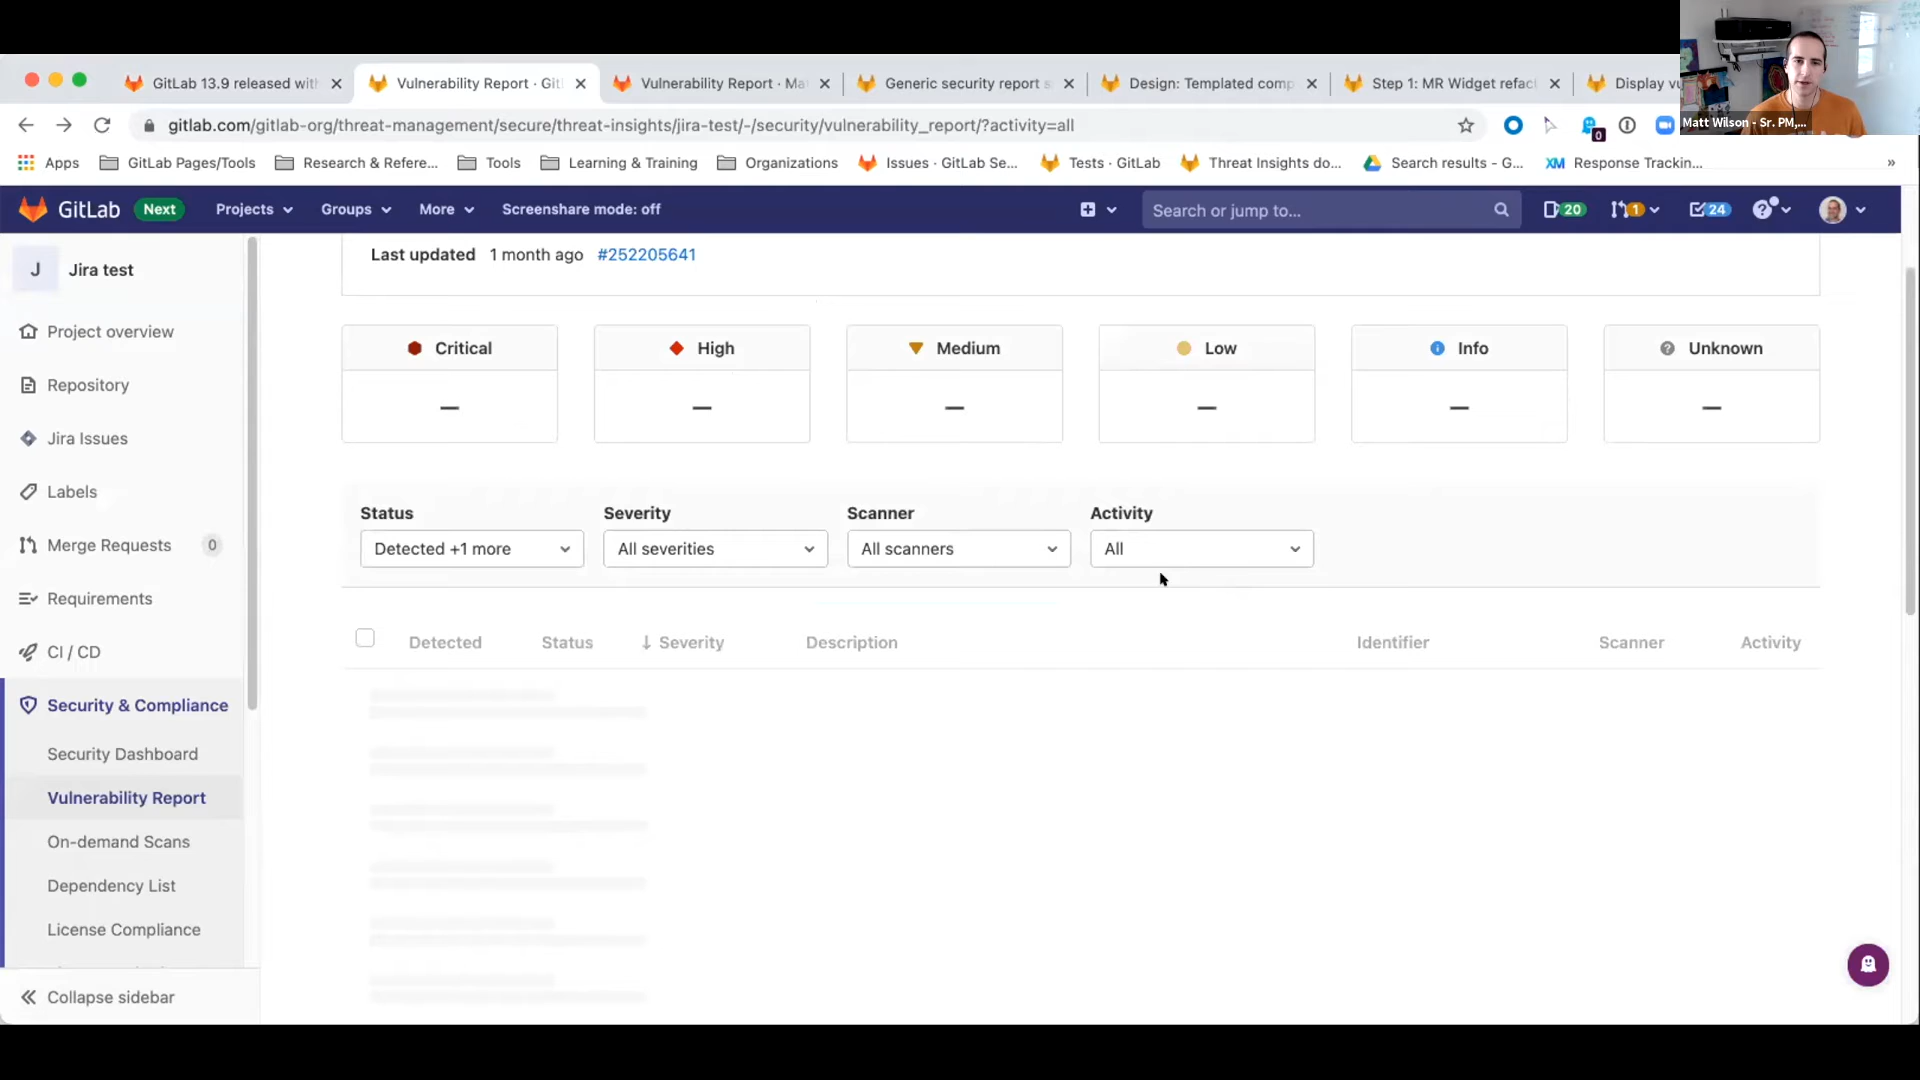 GitLab 13.9 released with
Vulnerability Report · Git
Vulnerability Report · Ma
Generic security report s
Design: Templated comp
Step 1: MR Widget refac
Display vu
gitlab.com/gitlab-org/threat-management/secure/threat-insights/jira-test/-/security/vulnerability_report/?activity=all
0
Matt Wilson - Sr. PM,...
Apps
GitLab Pages/Tools
Research & Refere...
Tools
Learning & Training
Organizations
Issues · GitLab Se...
Tests · GitLab
Threat Insights do...
Search results - G...
XM Response Trackin...
»
GitLab
Next
Projects
Groups
More
Screenshare mode: off
Search or jump to...
20
1
24
J Jira test
Project overview
Repository
Jira Issues
Labels
Merge Requests 0
Requirements
CI / CD
Security & Compliance
Security Dashboard
Vulnerability Report
On-demand Scans
Dependency List
License Compliance
Collapse sidebar
Last updated 1 month ago #252205641
Critical
—
High
—
Medium
—
Low
—
Info
—
Unknown
—
Status
Detected +1 more
Severity
All severities
Scanner
All scanners
Activity
All
Detected Status ↓ Severity Description Identifier Scanner Activity